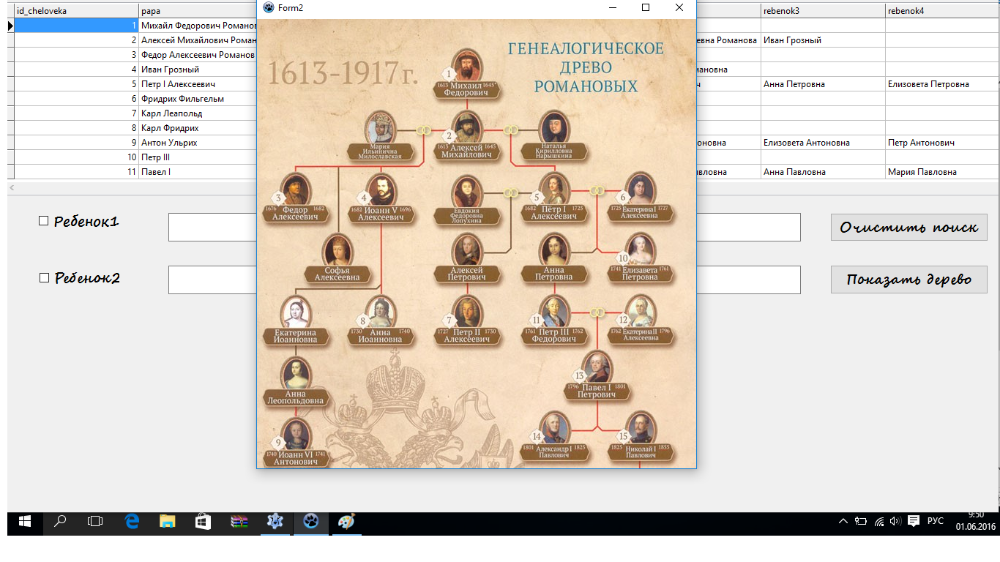 id_cheloveka
papa
rebenok3
rebenok4
1
Михайл Федорович Романов
2
Алексей Михайлович Роман
евна Романова
Иван Грозный
3
Федор Алексеевич Романов
4
Иван Грозный
мановна
5
Петр I Алексеевич
ч
Анна Петровна
Елизовета Петровна
6
Фридрих Фильгельм
7
Карл Леапольд
8
Карл Фридрих
9
Антон Ульрих
оновна
Елизовета Антоновна
Петр Антонович
10
Петр III
11
Павел I
авловна
Анна Павловна
Мария Павловна
Ребенок1
Ребенок2
Очистить поиск
Показать дерево
Form2
1613-1917 г.
ГЕНЕАЛОГИЧЕСКОЕ
ДРЕВО
РОМАНОВЫХ
1
1613 Михаил 1645
Федорович
Мария
Ильинична
Милославская
2
1613 Алексей 1645
Михайлович
Наталья
Кирилловна
Нарышкина
3
1676 Федор 1682
Алексеевич
4
1682 Иоанн V 1696
Алексеевич
Евдокия
Федоровна
Лопухина
5
1682 Пётр I 1725
Алексеевич
6
1725 Екатерина I 1727
Алексеевна
Софья
Алексеевна
Алексей
Петрович
Анна
Петровна
10
1741 Елизавета 1761
Петровна
Екатерина
Иоанновна
8
1730 Анна 1740
Иоанновна
7
1727 Петр II 1730
Алексеевич
11
1761 Петр III 1762
Федорович
12
1762 Екатерина II 1796
Алексеевна
Анна
Леопольдовна
13
1796 Павел I 1801
Петрович
9
1740 Иоанн VI 1741
Антонович
14
1801 Александр I 1825
Павлович
15
1825 Николай I 1855
Павлович
РУС
9:50
01.06.2016